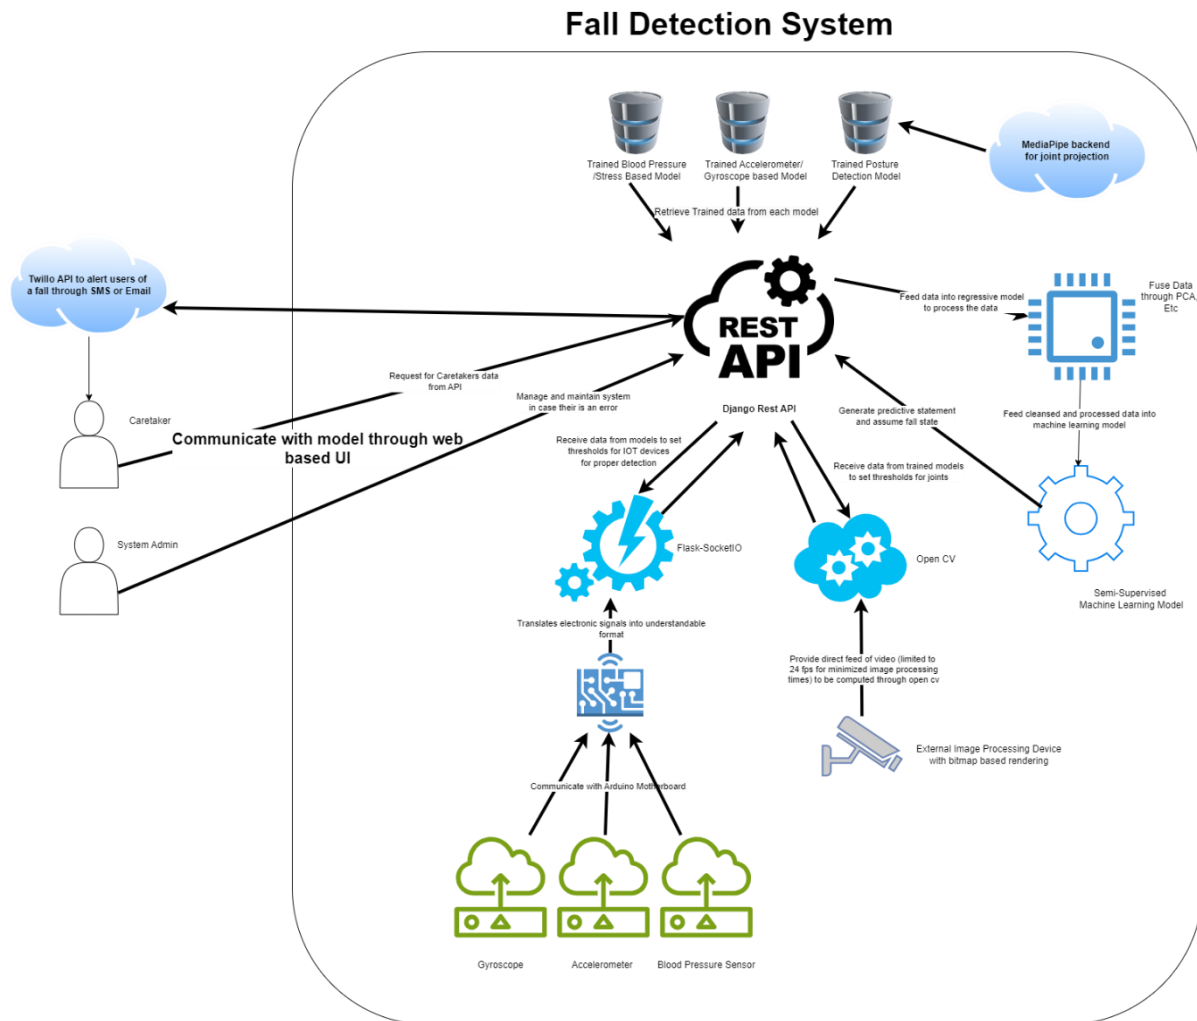 Fall Detection System
Trained Blood Pressure
/Stress Based Model
Trained Accelerometer/
Gyroscope based Model
Trained Posture
Detection Model
MediaPipe backend
for joint projection
Retrieve Trained data from each model
Twillo API to alert users of
a fall through SMS or Email
REST
API
Django Rest API
Feed data into regressive model
to process the data
Fuse Data
through PCA,
Etc
Request for Caretakers data
from API
Manage and maintain system
in case their is an error
Caretaker
Communicate with model through web
based UI
Generate predictive statement
and assume fall state
Feed cleansed and processed data into
machine learning model
Receive data from models to set
thresholds for IOT devices
for proper detection
Receive data from trained models
to set thresholds for joints
System Admin
Flask-SocketIO
Open CV
Semi-Supervised
Machine Learning Model
Translates electronic signals into understandable
format
Provide direct feed of video (limited to
24 fps for minimized image processing
times) to be computed through open cv
External Image Processing Device
with bitmap based rendering
Communicate with Arduino Motherboard
Gyroscope
Accelerometer
Blood Pressure Sensor